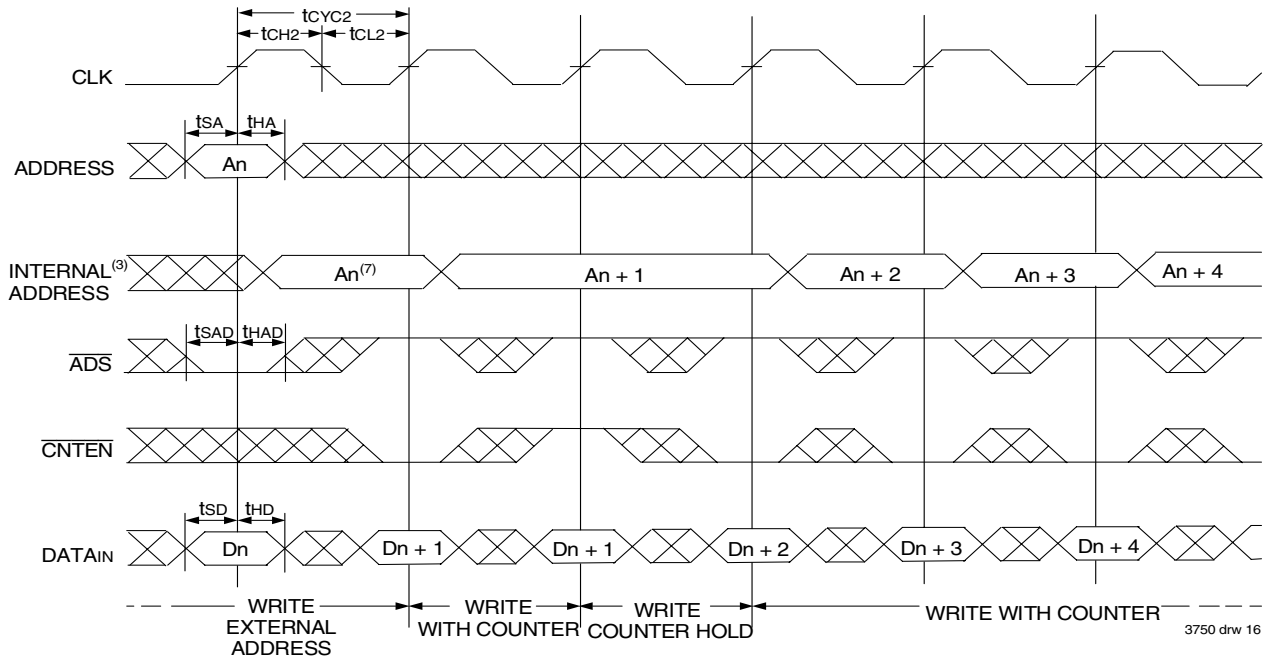 tCYC2
tCH2 tCL2
CLK
tSA tHA
ADDRESS An
INTERNAL(3)
ADDRESS
An(7) An + 1 An + 2 An + 3 An + 4
tSAD tHAD
ADS
CNTEN
tSD tHD
DATAIN Dn Dn + 1 Dn + 1 Dn + 2 Dn + 3 Dn + 4
WRITE
EXTERNAL
ADDRESS
WRITE
WITH COUNTER
WRITE
COUNTER HOLD
WRITE WITH COUNTER
3750 drw 16